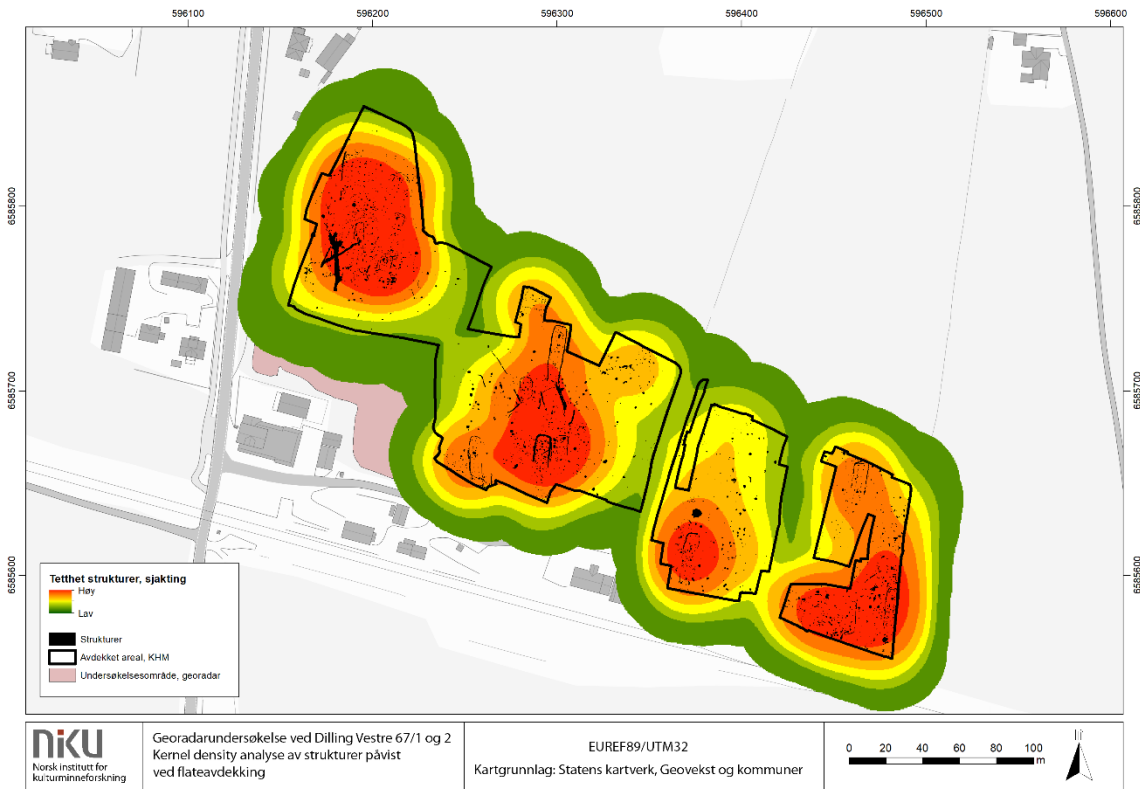 596100
596200
596300
596400
596500
596600
6585800
6585800
6585700
6585700
6585600
6585600
Tetthet strukturer, sjakting
Høy
Lav
Strukturer
Avdekket areal, KHM
Undersøkelsesområde, georadar
niku
Norsk institutt for
kulturminneforskning
Georadarundersøkelse ved Dilling Vestre 67/1 og 2
Kernel density analyse av strukturer påvist
ved flateavdekking
EUREF89/UTM32
Kartgrunnlag: Statens kartverk, Geovekst og kommuner
0 20 40 60 80 100
m
N